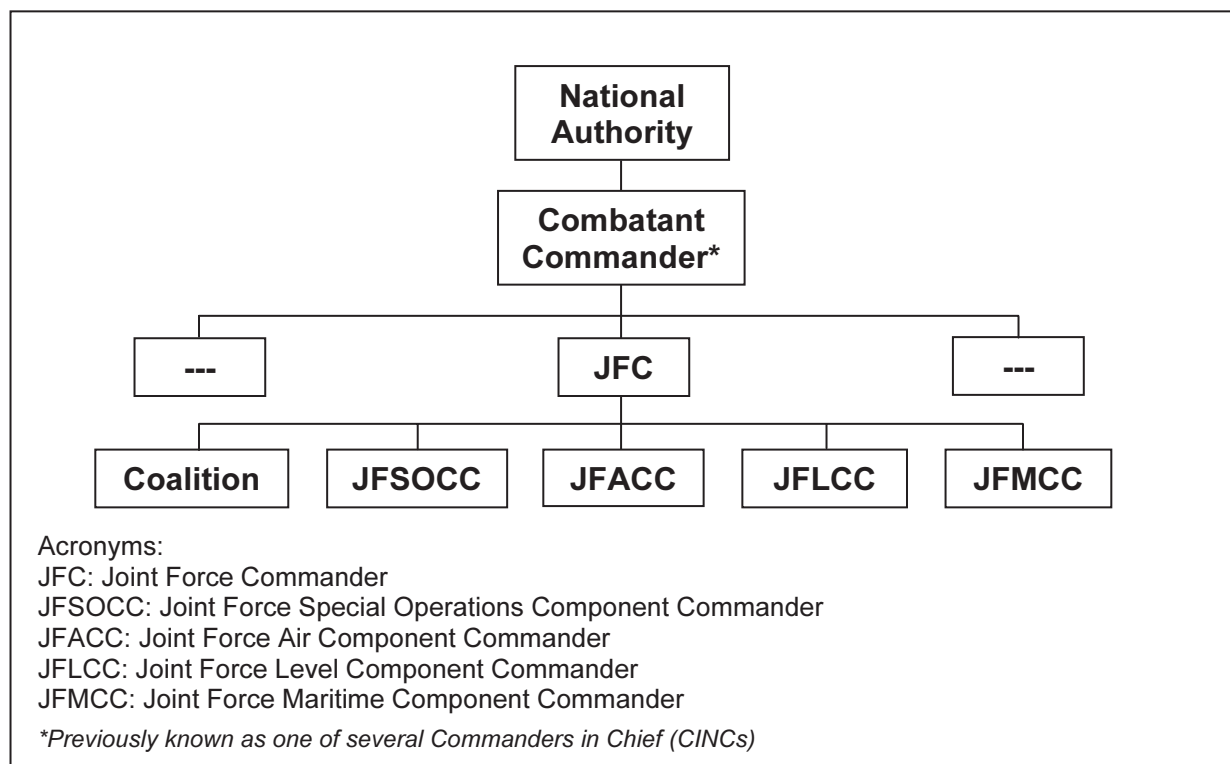 National
Authority
Combatant
Commander*
---
JFC
---
Coalition
JFSOCC
JFACC
JFLCC
JFMCC
Acronyms:
JFC: Joint Force Commander
JFSOCC: Joint Force Special Operations Component Commander
JFACC: Joint Force Air Component Commander
JFLCC: Joint Force Level Component Commander
JFMCC: Joint Force Maritime Component Commander
*Previously known as one of several Commanders in Chief (CINCs)